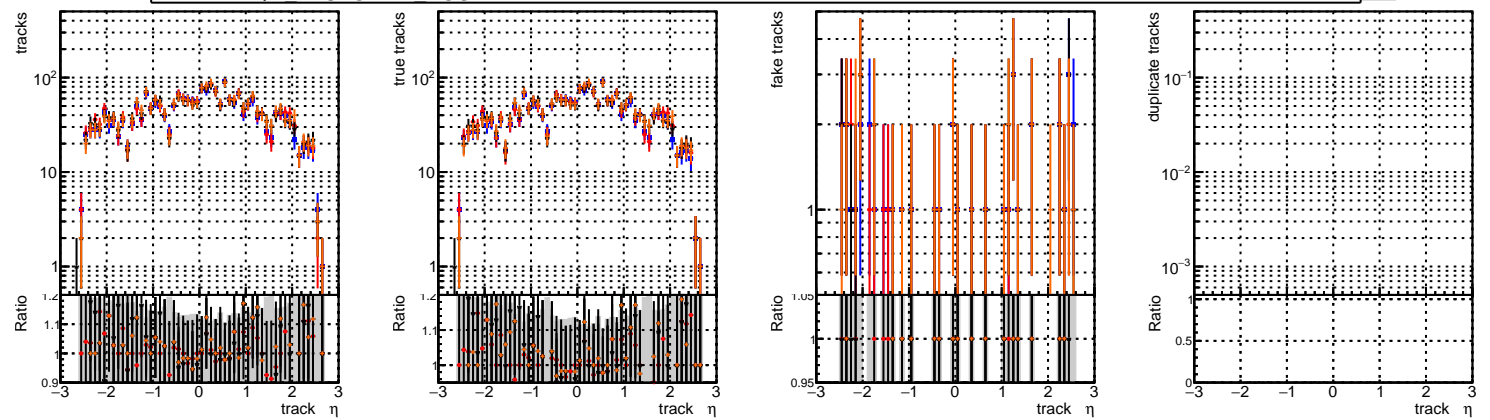 tracks
10²
10
1
Ratio
1.2
1.1
1
0.9
−3 −2 −1 0 1 2 3
track η
true tracks
10²
10
1
Ratio
1.2
1.1
1
−3 −2 −1 0 1 2 3
track η
fake tracks
1
Ratio
1.05
1
0.95
−3 −2 −1 0 1 2 3
track η
duplicate tracks
10⁻¹
10⁻²
10⁻³
Ratio
1
0.5
0
−3 −2 −1 0 1 2 3
track η